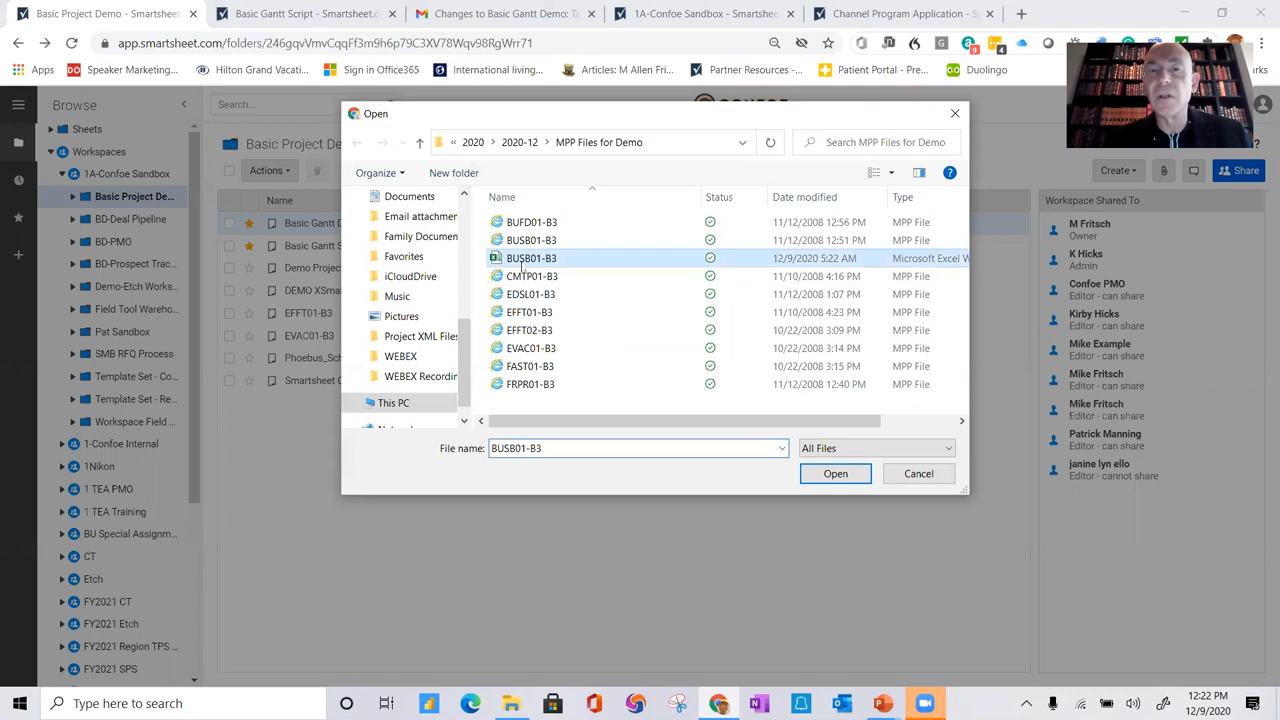 Basic Project Demo - Smartsheet.c
Basic Gantt Script - Smartsheet.co
Changes to Basic Gantt Demo: To
1A-Confoe Sandbox - Smartsheet
Channel Program Application - S
app.smartsheet.com/folders/2h6gpvVmvCqqFf3m9h6p79C3X78Wqv98RgWrr71
Apps
Speaker Marketing...
Hilton Grand Vacati...
Sign in Office365
International living...
Articles: M Allen Fri...
Partner Resources -...
Patient Portal - Pren...
Duolingo
Browse
Search...
Sheets
Workspaces
1A-Confoe Sandbox
Basic Project De...
BD-Deal Pipeline
BD-PMO
BD-Prospect Trac...
Demo-Etch Works...
Field Tool Wareho...
Pat Sandbox
SMB RFQ Process
Template Set - Co...
Template Set - Re...
Workspace Field ...
1-Confoe Internal
1Nikon
1 TEA PMO
1 TEA Training
BU Special Assignm...
CT
Etch
FY2021 CT
FY2021 Etch
FY2021 Region TPS ...
FY2021 SPS
Basic Project De
Actions
Name
Basic Gantt D
Basic Gantt S
Demo Project
DEMO XSma
EFFT01-B3
EVAC01-B3
Phoebus_Sch
Smartsheet G
Create
Share
Workspace Shared To
M Fritsch
Owner
K Hicks
Admin
Confoe PMO
Editor - can share
Kirby Hicks
Editor - can share
Mike Example
Editor - can share
Mike Fritsch
Editor - can share
Mike Fritsch
Editor - can share
Patrick Manning
Editor - can share
janine lyn ello
Editor - cannot share
Open
« 2020 › 2020-12 › MPP Files for Demo
Search MPP Files for Demo
Organize
New folder
Documents
Email attachmen
Family Documen
Favorites
iCloudDrive
Music
Pictures
Project XML Files
WEBEX
WEBEX Recordin
This PC
Name Status Date modified Type
BUFD01-B3 11/12/2008 12:56 PM MPP File
BUSB01-B3 11/12/2008 12:51 PM MPP File
BUSB01-B3 12/9/2020 5:22 AM Microsoft Excel W
CMTP01-B3 11/10/2008 4:16 PM MPP File
EDSL01-B3 11/12/2008 1:07 PM MPP File
EFFT01-B3 11/10/2008 4:23 PM MPP File
EFFT02-B3 10/22/2008 3:09 PM MPP File
EVAC01-B3 10/22/2008 3:14 PM MPP File
FAST01-B3 10/22/2008 3:15 PM MPP File
FRPR01-B3 11/12/2008 12:40 PM MPP File
File name: BUSB01-B3
All Files
Open
Cancel
Type here to search
12:22 PM
12/9/2020